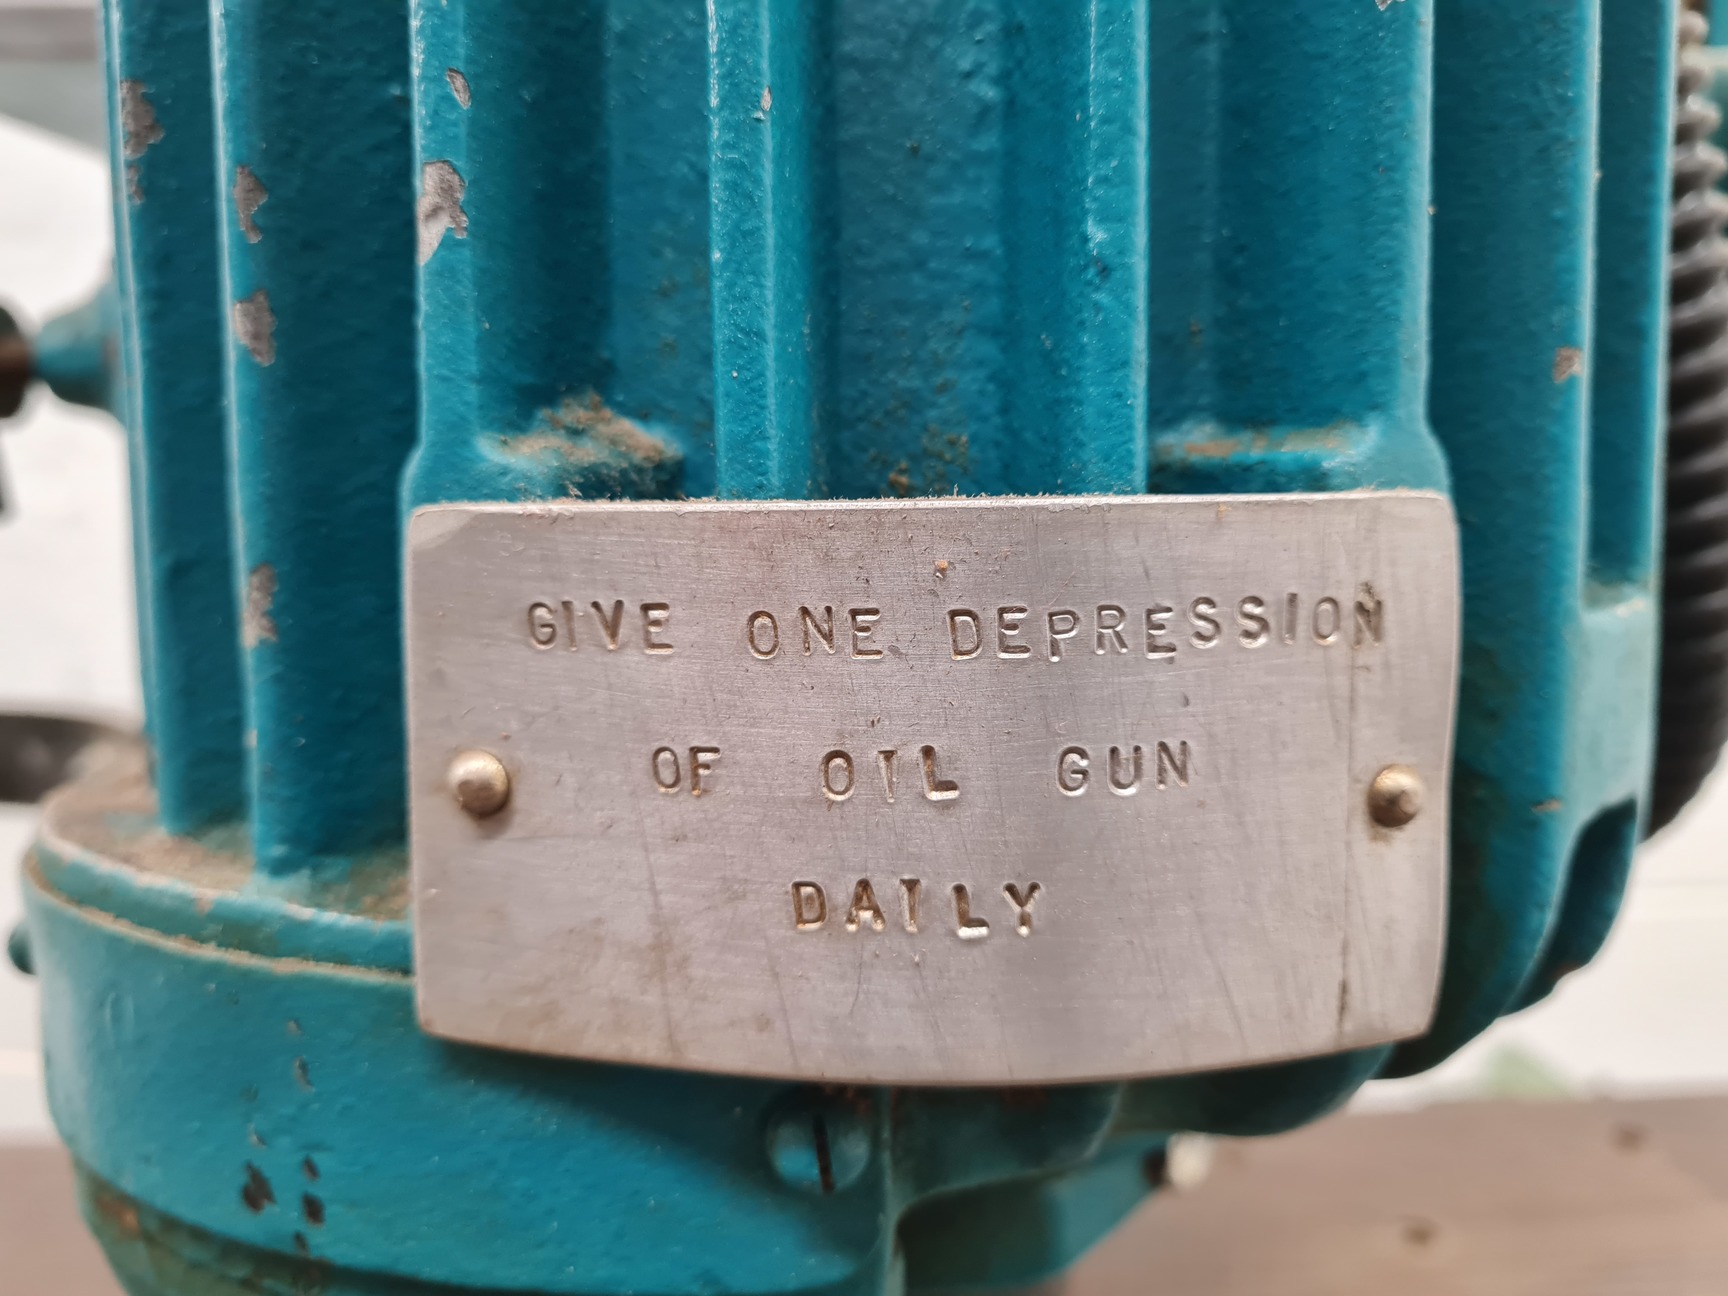 GIVE ONE DEPRESSION
OF OIL GUN
DAILY